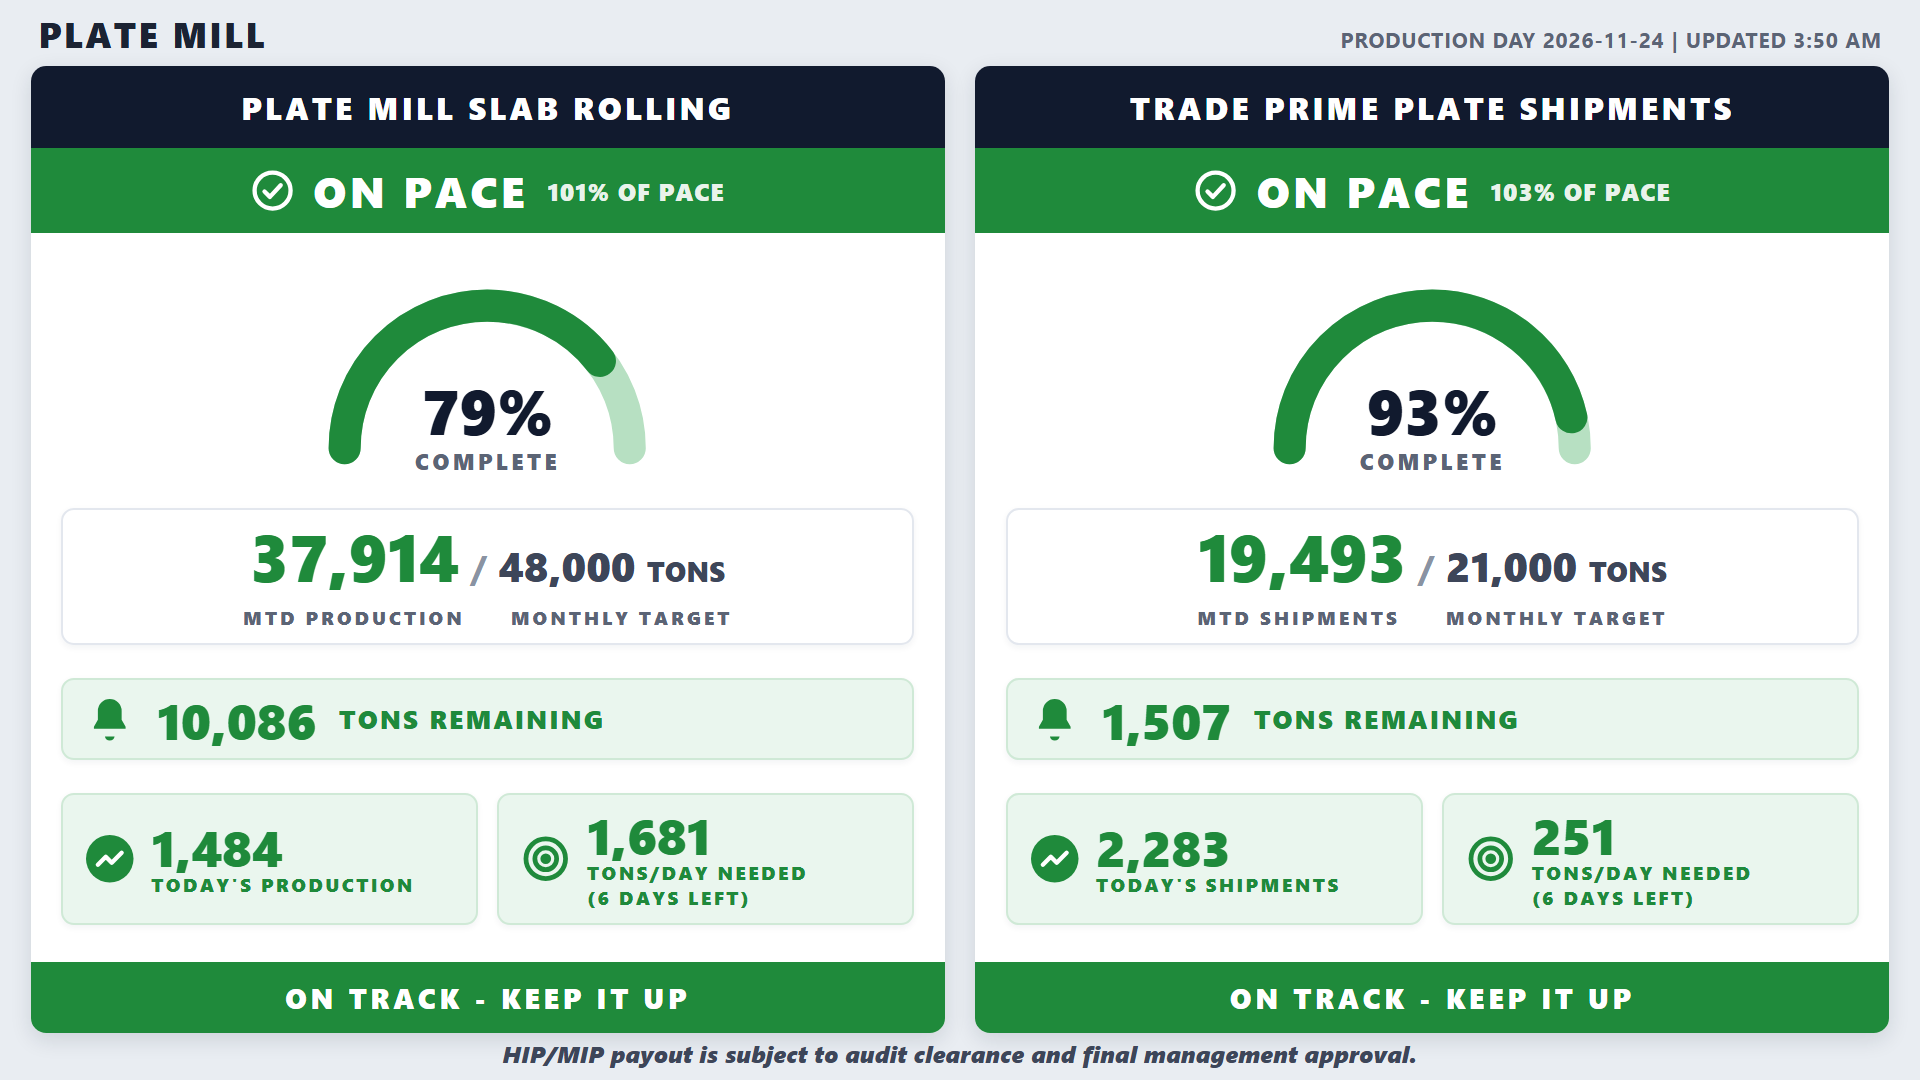 PLATE MILL
PRODUCTION DAY 2026-11-24 | UPDATED 3:50 AM
PLATE MILL SLAB ROLLING
ON PACE 101% OF PACE
79%
COMPLETE
37,914 / 48,000 TONS
MTD PRODUCTION MONTHLY TARGET
10,086 TONS REMAINING
1,484
TODAY'S PRODUCTION
1,681
TONS/DAY NEEDED
(6 DAYS LEFT)
ON TRACK - KEEP IT UP
TRADE PRIME PLATE SHIPMENTS
ON PACE 103% OF PACE
93%
COMPLETE
19,493 / 21,000 TONS
MTD SHIPMENTS MONTHLY TARGET
1,507 TONS REMAINING
2,283
TODAY'S SHIPMENTS
251
TONS/DAY NEEDED
(6 DAYS LEFT)
ON TRACK - KEEP IT UP
HIP/MIP payout is subject to audit clearance and final management approval.